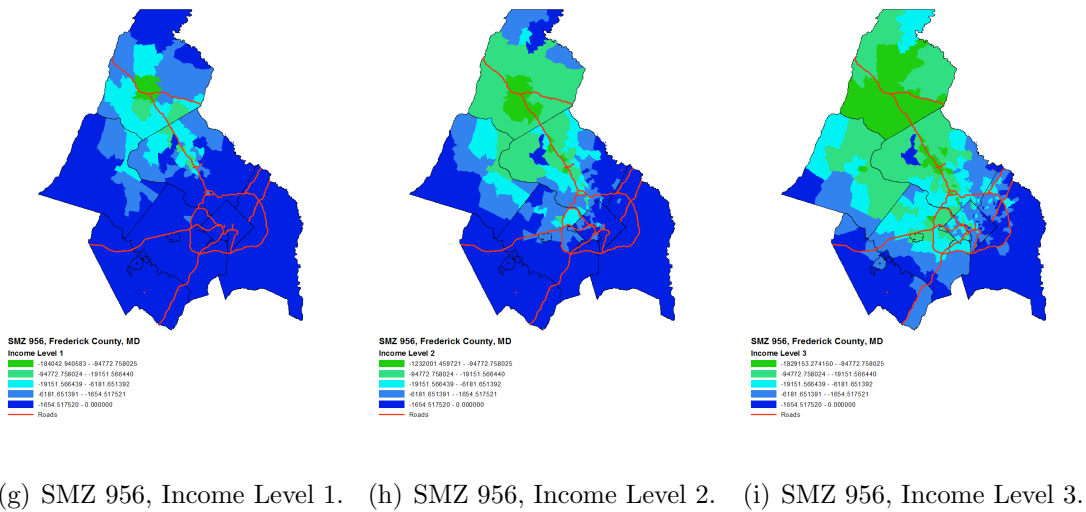 SMZ 956, Frederick County, MD
Income Level 1
-184042.940583 - -94772.758025
-94772.758024 - -19151.566440
-19151.566439 - -6181.651392
-6181.651391 - -1654.517521
-1654.517520 - 0.000000
Roads
SMZ 956, Frederick County, MD
Income Level 2
-1232001.459721 - -94772.758025
-94772.758024 - -19151.566440
-19151.566439 - -6181.651392
-6181.651391 - -1654.517521
-1654.517520 - 0.000000
Roads
SMZ 956, Frederick County, MD
Income Level 3
-1829153.274150 - -94772.758025
-94772.758024 - -19151.566440
-19151.566439 - -6181.651392
-6181.651391 - -1654.517521
-1654.517520 - 0.000000
Roads
(g) SMZ 956, Income Level 1.
(h) SMZ 956, Income Level 2.
(i) SMZ 956, Income Level 3.